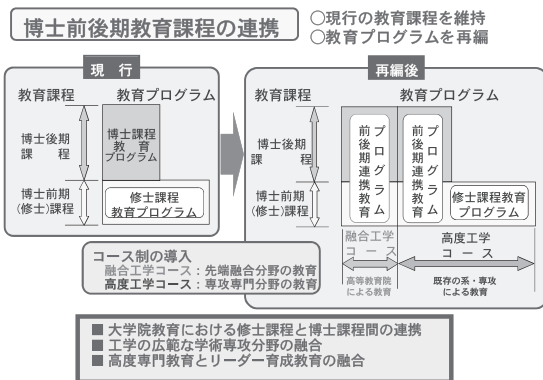 博士前後期教育課程の連携
○現行の教育課程を維持
○教育プログラムを再編
現 行
教育課程
教育プログラム
博士後期
課 程
博士課程
教 育
プログラム
博士前期
(修士)課程
修士課程
教育プログラム
再編後
教育課程
教育プログラム
博士後期
課 程
博士前期
(修士)課程
前後期連携教育
プログラム
前後期連携教育
プログラム
修士課程教育
プログラム
融合工学
コース
高度工学
コ ー ス
高等教育院
による教育
既存の系・専攻
による教育
コース制の導入
融合工学コース：先端融合分野の教育
高度工学コース：専攻専門分野の教育
■ 大学院教育における修士課程と博士課程間の連携
■ 工学の広範な学術専攻分野の融合
■ 高度専門教育とリーダー育成教育の融合